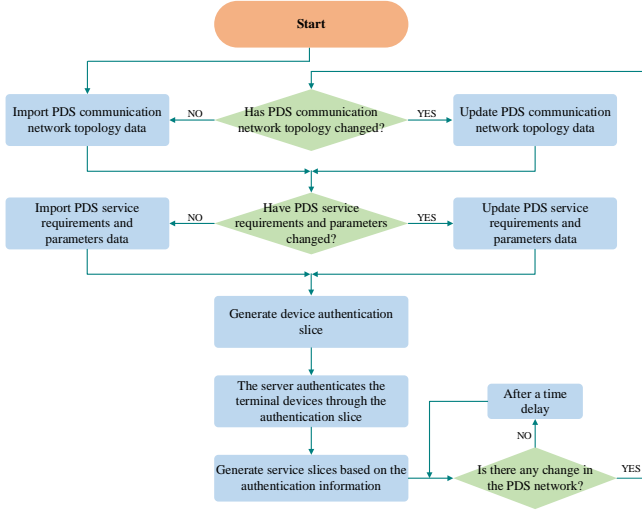 Start
Import PDS communication
network topology data
NO
Has PDS communication
network topology changed?
YES
Update PDS communication
network topology data
Import PDS service
requirements and
parameters data
NO
Have PDS service
requirements and parameters
changed?
YES
Update PDS service
requirements and
parameters data
Generate device authentication
slice
The server authenticates the
terminal devices through the
authentication slice
After a time
delay
NO
Generate service slices based on the
authentication information
Is there any change in
the PDS network?
YES